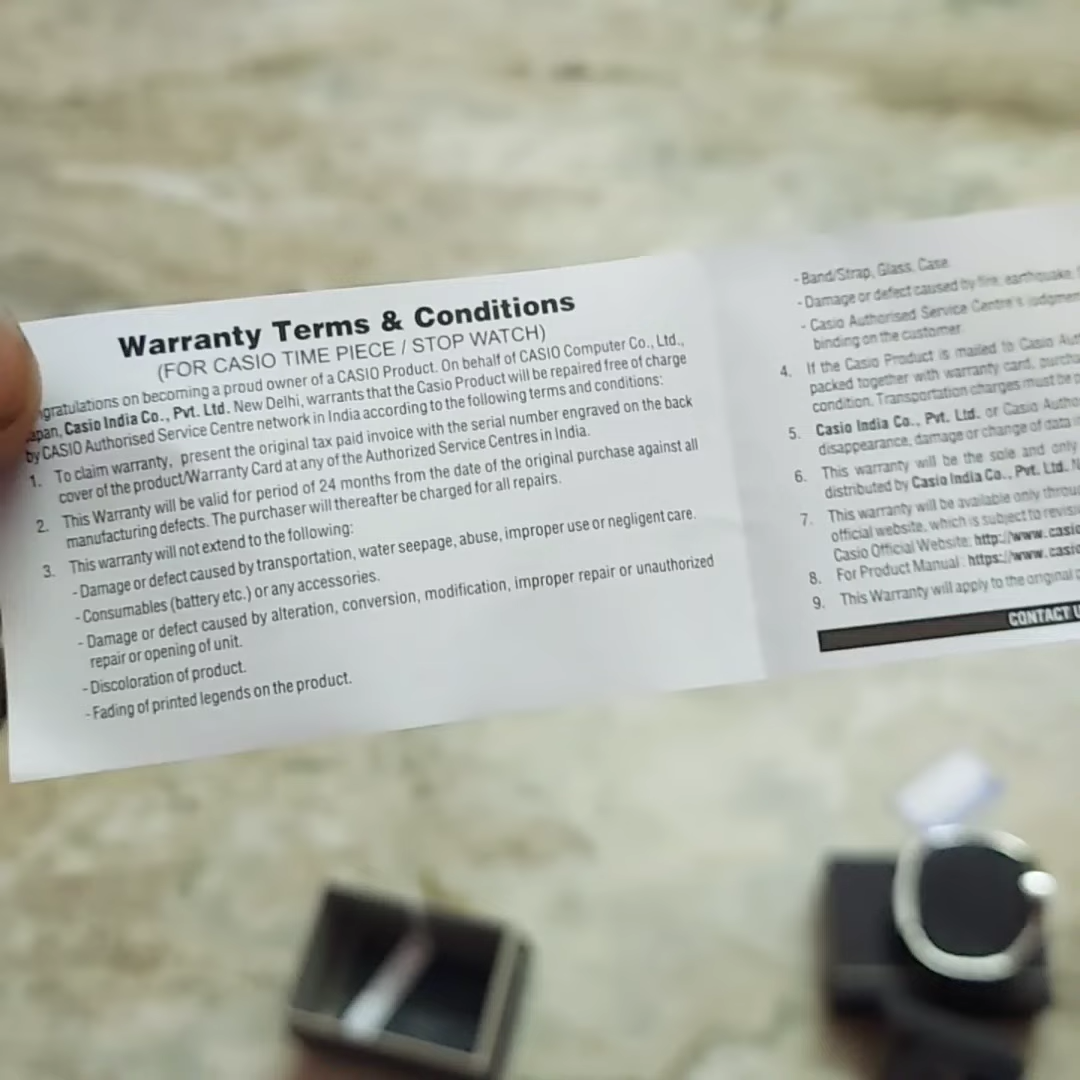 Warranty Terms & Conditions
(FOR CASIO TIME PIECE / STOP WATCH)
gratulations on becoming a proud owner of a CASIO Product. On behalf of CASIO Computer Co., Ltd.,
apan, Casio India Co., Pvt. Ltd. New Delhi, warrants that the Casio Product will be repaired free of charge
by CASIO Authorised Service Centre network in India according to the following terms and conditions:
1. To claim warranty, present the original tax paid invoice with the serial number engraved on the back
cover of the product/Warranty Card at any of the Authorized Service Centres in India.
2. This Warranty will be valid for period of 24 months from the date of the original purchase against all
manufacturing defects. The purchaser will thereafter be charged for all repairs.
3. This warranty will not extend to the following:
- Damage or defect caused by transportation, water seepage, abuse, improper use or negligent care.
- Consumables (battery etc.) or any accessories.
- Damage or defect caused by alteration, conversion, modification, improper repair or unauthorized
repair or opening of unit.
- Discoloration of product.
- Fading of printed legends on the product.
- Band/Strap, Glass, Case.
- Damage or defect caused by fire, earthquake,
- Casio Authorised Service Centre's judgment
binding on the customer.
4. If the Casio Product is mailed to Casio Aut
packed together with warranty card, purcha
condition. Transportation charges must be p
5. Casio India Co., Pvt. Ltd. or Casio Autho
disappearance, damage or change of data
6. This warranty will be the sole and only
distributed by Casio India Co., Pvt. Ltd. N
7. This warranty will be available only throu
official website, which is subject to revisi
Casio Official Website: http://www.casio
8. For Product Manual : https://www.casio
9. This Warranty will apply to the original p
CONTACT U